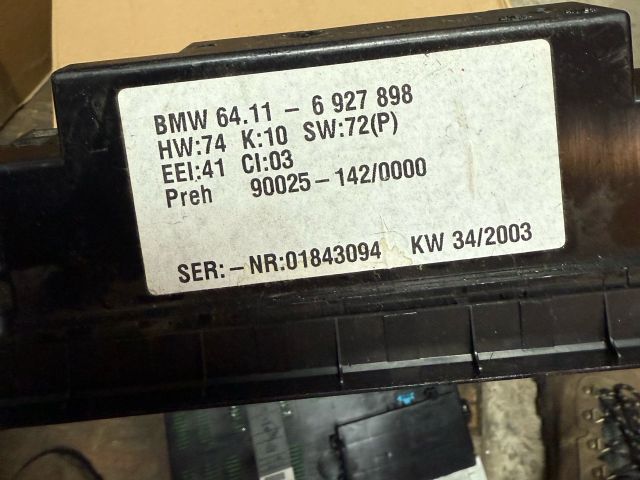 BMW 64.11 - 6 927 898
HW:74 K:10 SW:72(P)
EEI:41 CI:03
Preh 90025-142/0000
SER:-NR:01843094 KW 34/2003